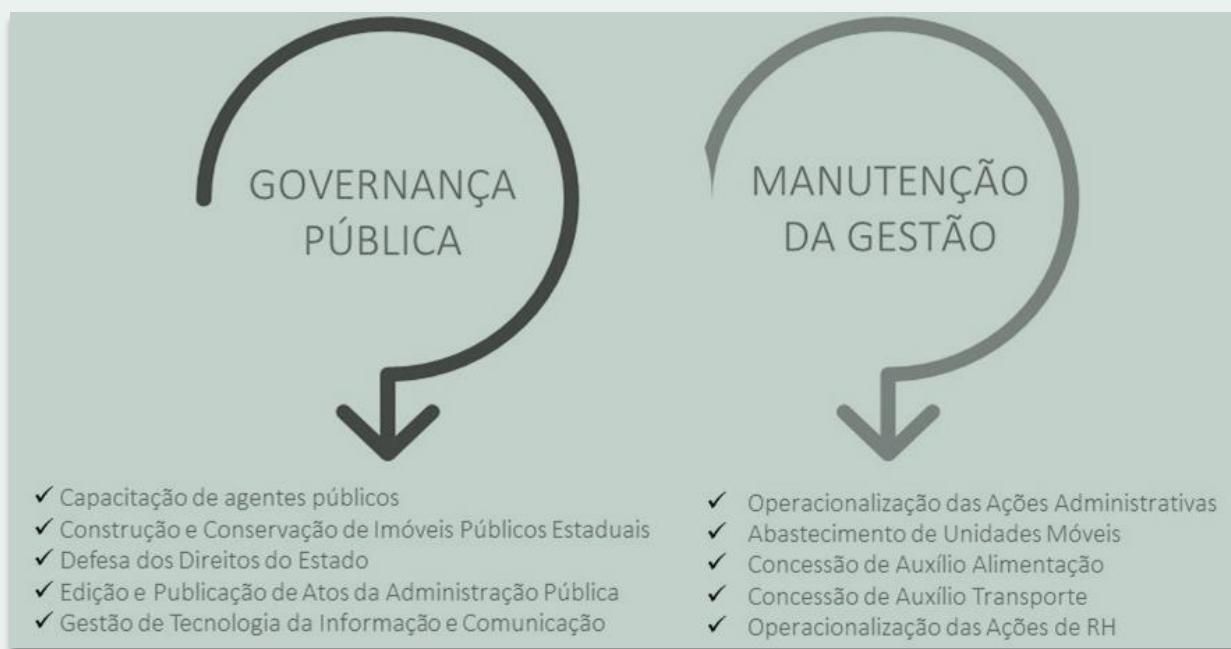 GOVERNANÇA
PÚBLICA
✓ Capacitação de agentes públicos
✓ Construção e Conservação de Imóveis Públicos Estaduais
✓ Defesa dos Direitos do Estado
✓ Edição e Publicação de Atos da Administração Pública
✓ Gestão de Tecnologia da Informação e Comunicação
MANUTENÇÃO
DA GESTÃO
✓ Operacionalização das Ações Administrativas
✓ Abastecimento de Unidades Móveis
✓ Concessão de Auxílio Alimentação
✓ Concessão de Auxílio Transporte
✓ Operacionalização das Ações de RH